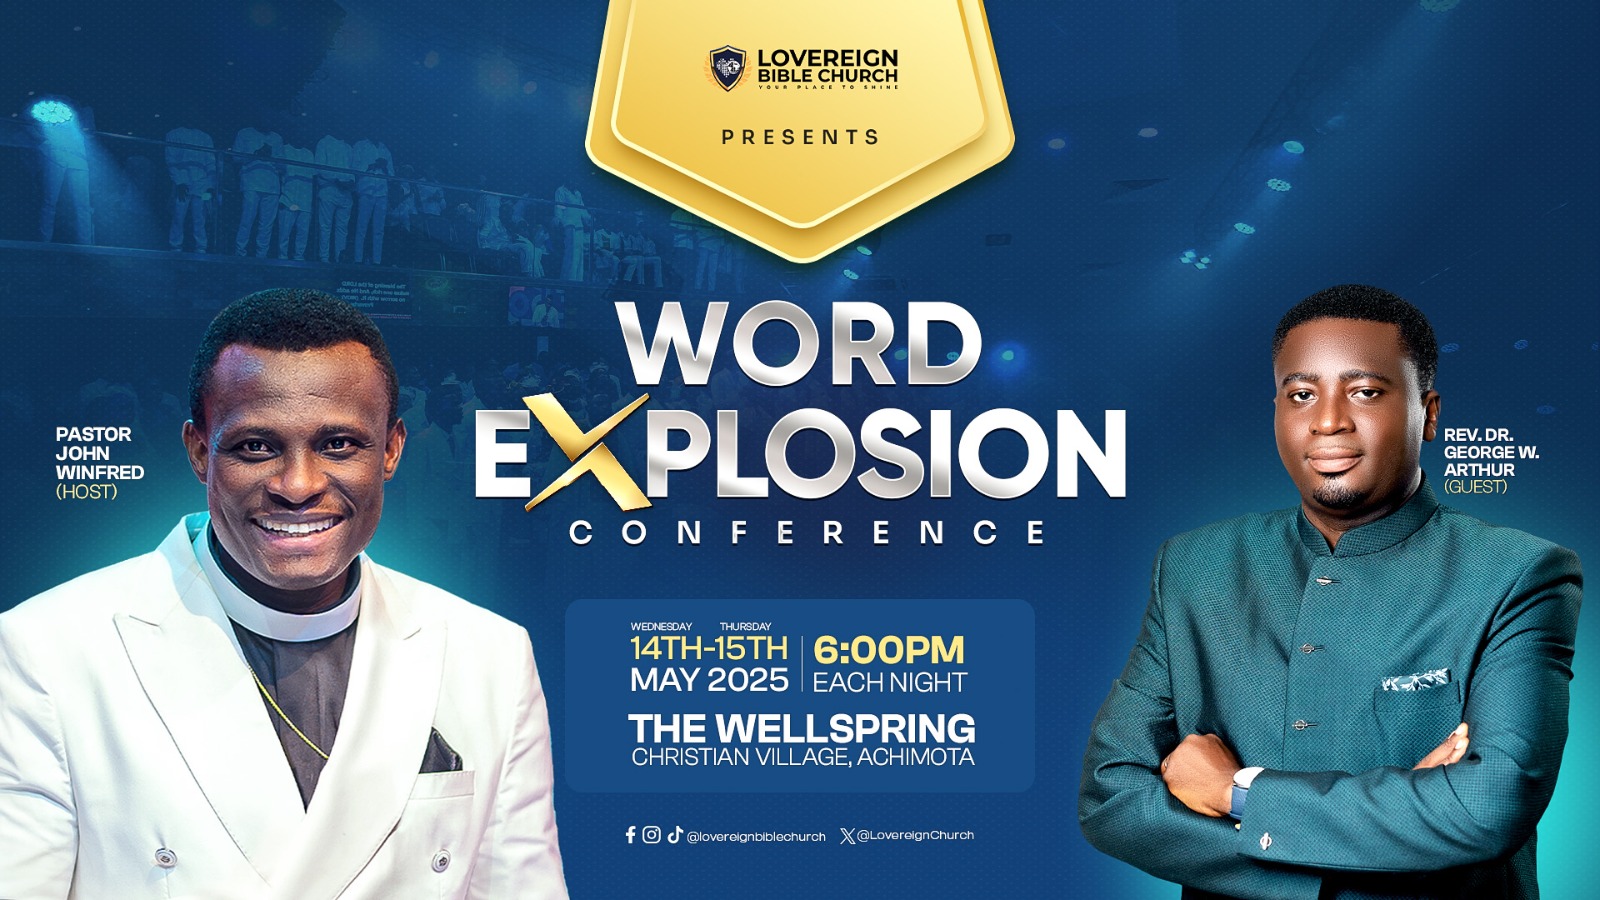 LOVEREIGN
BIBLE CHURCH
YOUR PLACE TO SHINE
PRESENTS
WORD
EXPLOSION
CONFERENCE
PASTOR
JOHN
WINFRED
(HOST)
REV. DR.
GEORGE W.
ARTHUR
(GUEST)
WEDNESDAY THURSDAY
14TH-15TH
MAY 2025
6:00PM
EACH NIGHT
THE WELLSPRING
CHRISTIAN VILLAGE, ACHIMOTA
@lovereignbiblechurch @LovereignChurch